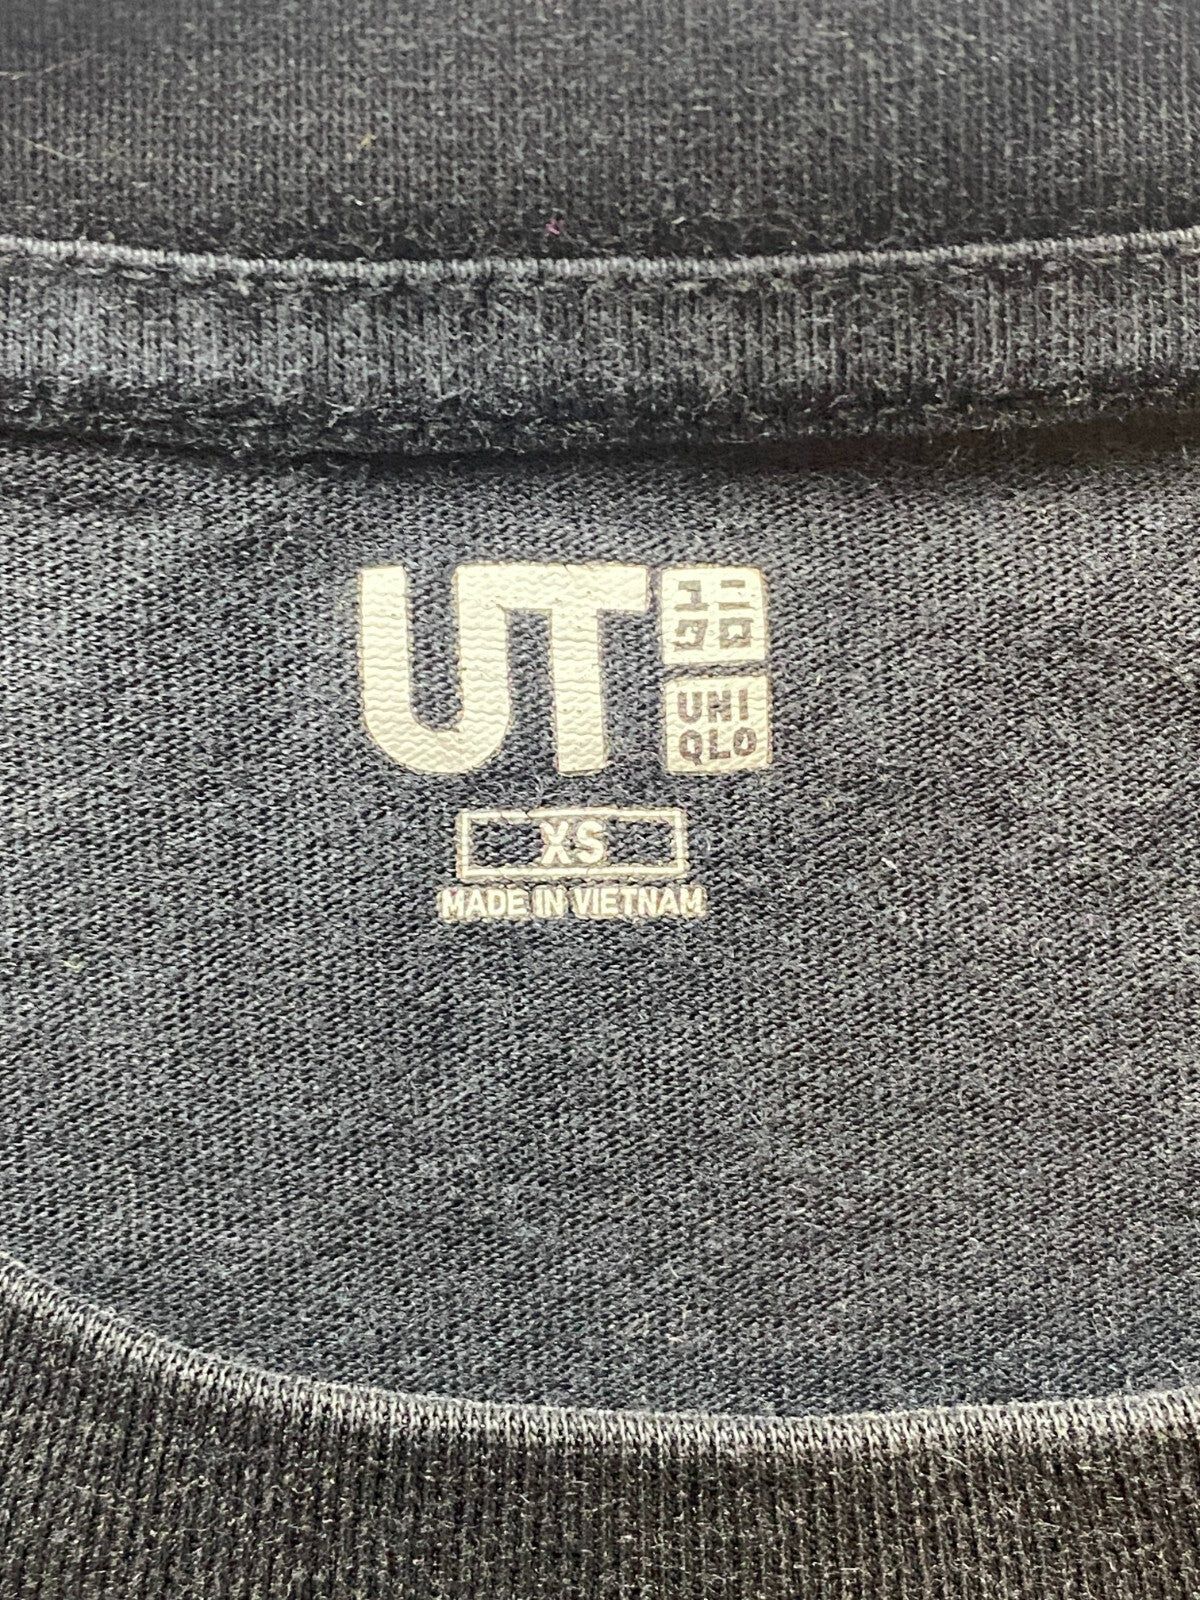 UT
ユニ
クロ
UNI
QLO
XS
MADE IN VIETNAM